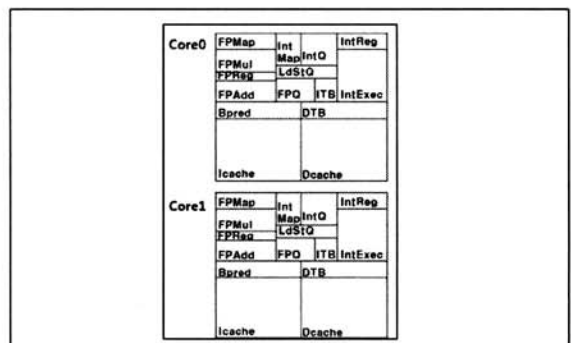 Core0
FPMap
Int
Map
IntQ
IntReg
FPMul
FPReg
LdStQ
FPAdd
FPQ
ITB
IntExec
Bpred
DTB
Icache
Dcache
Core1
FPMap
Int
Map
IntQ
IntReg
FPMul
FPReg
LdStQ
FPAdd
FPQ
ITB
IntExec
Bpred
DTB
Icache
Dcache